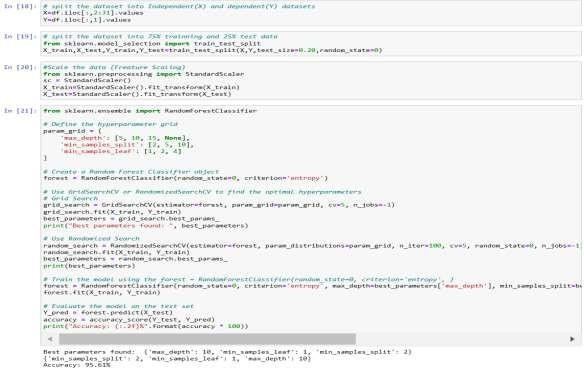 In [18]: # split the dataset into Independent(X) and dependent(Y) datasets
X=df.iloc[:,2:31].values
Y=df.iloc[:,1].values
In [19]: # split the dataset into 75% trainning and 25% test data
from sklearn.model_selection import train_test_split
X_train,X_test,Y_train,Y_test=train_test_split(X,Y,test_size=0.20,random_state=0)
In [20]: #Scale the data (Freature Scaling)
from sklearn.preprocessing import StandardScaler
sc = StandardScaler()
X_train=StandardScaler().fit_transform(X_train)
X_test=StandardScaler().fit_transform(X_test)
In [21]: from sklearn.ensemble import RandomForestClassifier
# Define the hyperparameter grid
param_grid = {
'max_depth': [5, 10, 15, None],
'min_samples_split': [2, 5, 10],
'min_samples_leaf': [1, 2, 4]
}
# Create a Random Forest Classifier object
forest = RandomForestClassifier(random_state=0, criterion='entropy')
# Use GridSearchCV or RandomizedSearchCV to find the optimal hyperparameters
# Grid Search
grid_search = GridSearchCV(estimator=forest, param_grid=param_grid, cv=5, n_jobs=-1)
grid_search.fit(X_train, Y_train)
best_parameters = grid_search.best_params_
print("Best parameters found: ", best_parameters)
# Use Randomized Search
random_search = RandomizedSearchCV(estimator=forest, param_distributions=param_grid, n_iter=100, cv=5, random_state=0, n_jobs=-1
random_search.fit(X_train, Y_train)
best_parameters = random_search.best_params_
print(best_parameters)
# Train the model using the forest = RandomForestClassifier(random_state=0, criterion='entropy', )
forest = RandomForestClassifier(random_state=0, criterion='entropy', max_depth=best_parameters['max_depth'], min_samples_split=be
forest.fit(X_train, Y_train)
# Evaluate the model on the test set
Y_pred = forest.predict(X_test)
accuracy = accuracy_score(Y_test, Y_pred)
print("Accuracy: {:.2f}%".format(accuracy * 100))
Best parameters found:  {'max_depth': 10, 'min_samples_leaf': 1, 'min_samples_split': 2}
{'min_samples_split': 2, 'min_samples_leaf': 1, 'max_depth': 10}
Accuracy: 95.61%